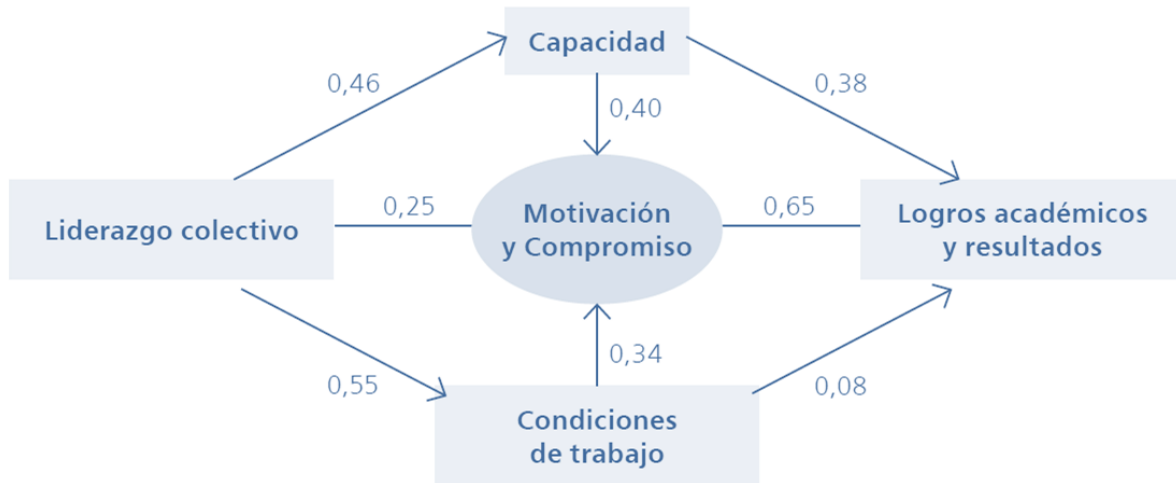 Capacidad
0,46
0,38
0,40
Liderazgo colectivo
0,25
Motivación
y Compromiso
0,65
Logros académicos
y resultados
0,34
0,55
0,08
Condiciones
de trabajo